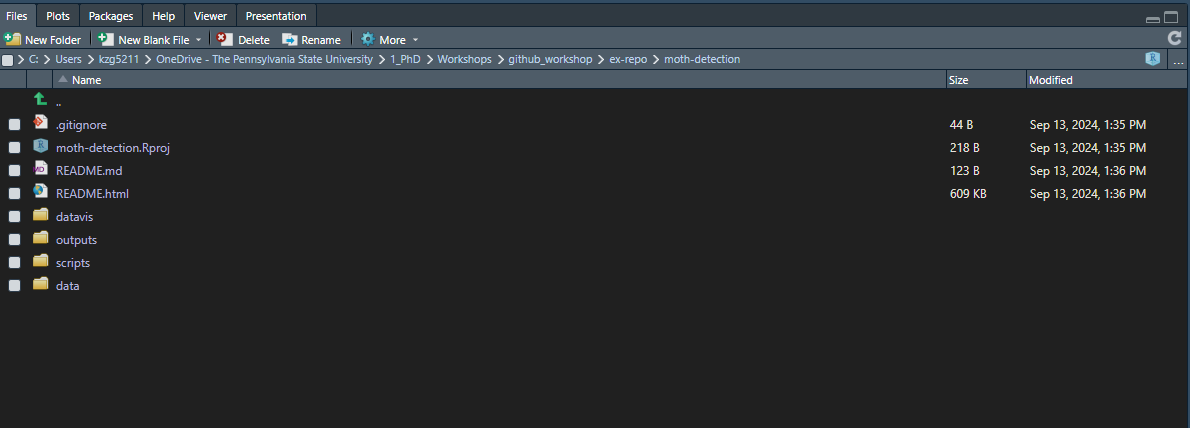 Files Plots Packages Help Viewer Presentation
New Folder New Blank File Delete Rename More
C: Users kzg5211 OneDrive - The Pennsylvania State University 1_PhD Workshops github_workshop ex-repo moth-detection ...
Name Size Modified
..
.gitignore 44 B Sep 13, 2024, 1:35 PM
moth-detection.Rproj 218 B Sep 13, 2024, 1:35 PM
README.md 123 B Sep 13, 2024, 1:36 PM
README.html 609 KB Sep 13, 2024, 1:36 PM
datavis
outputs
scripts
data